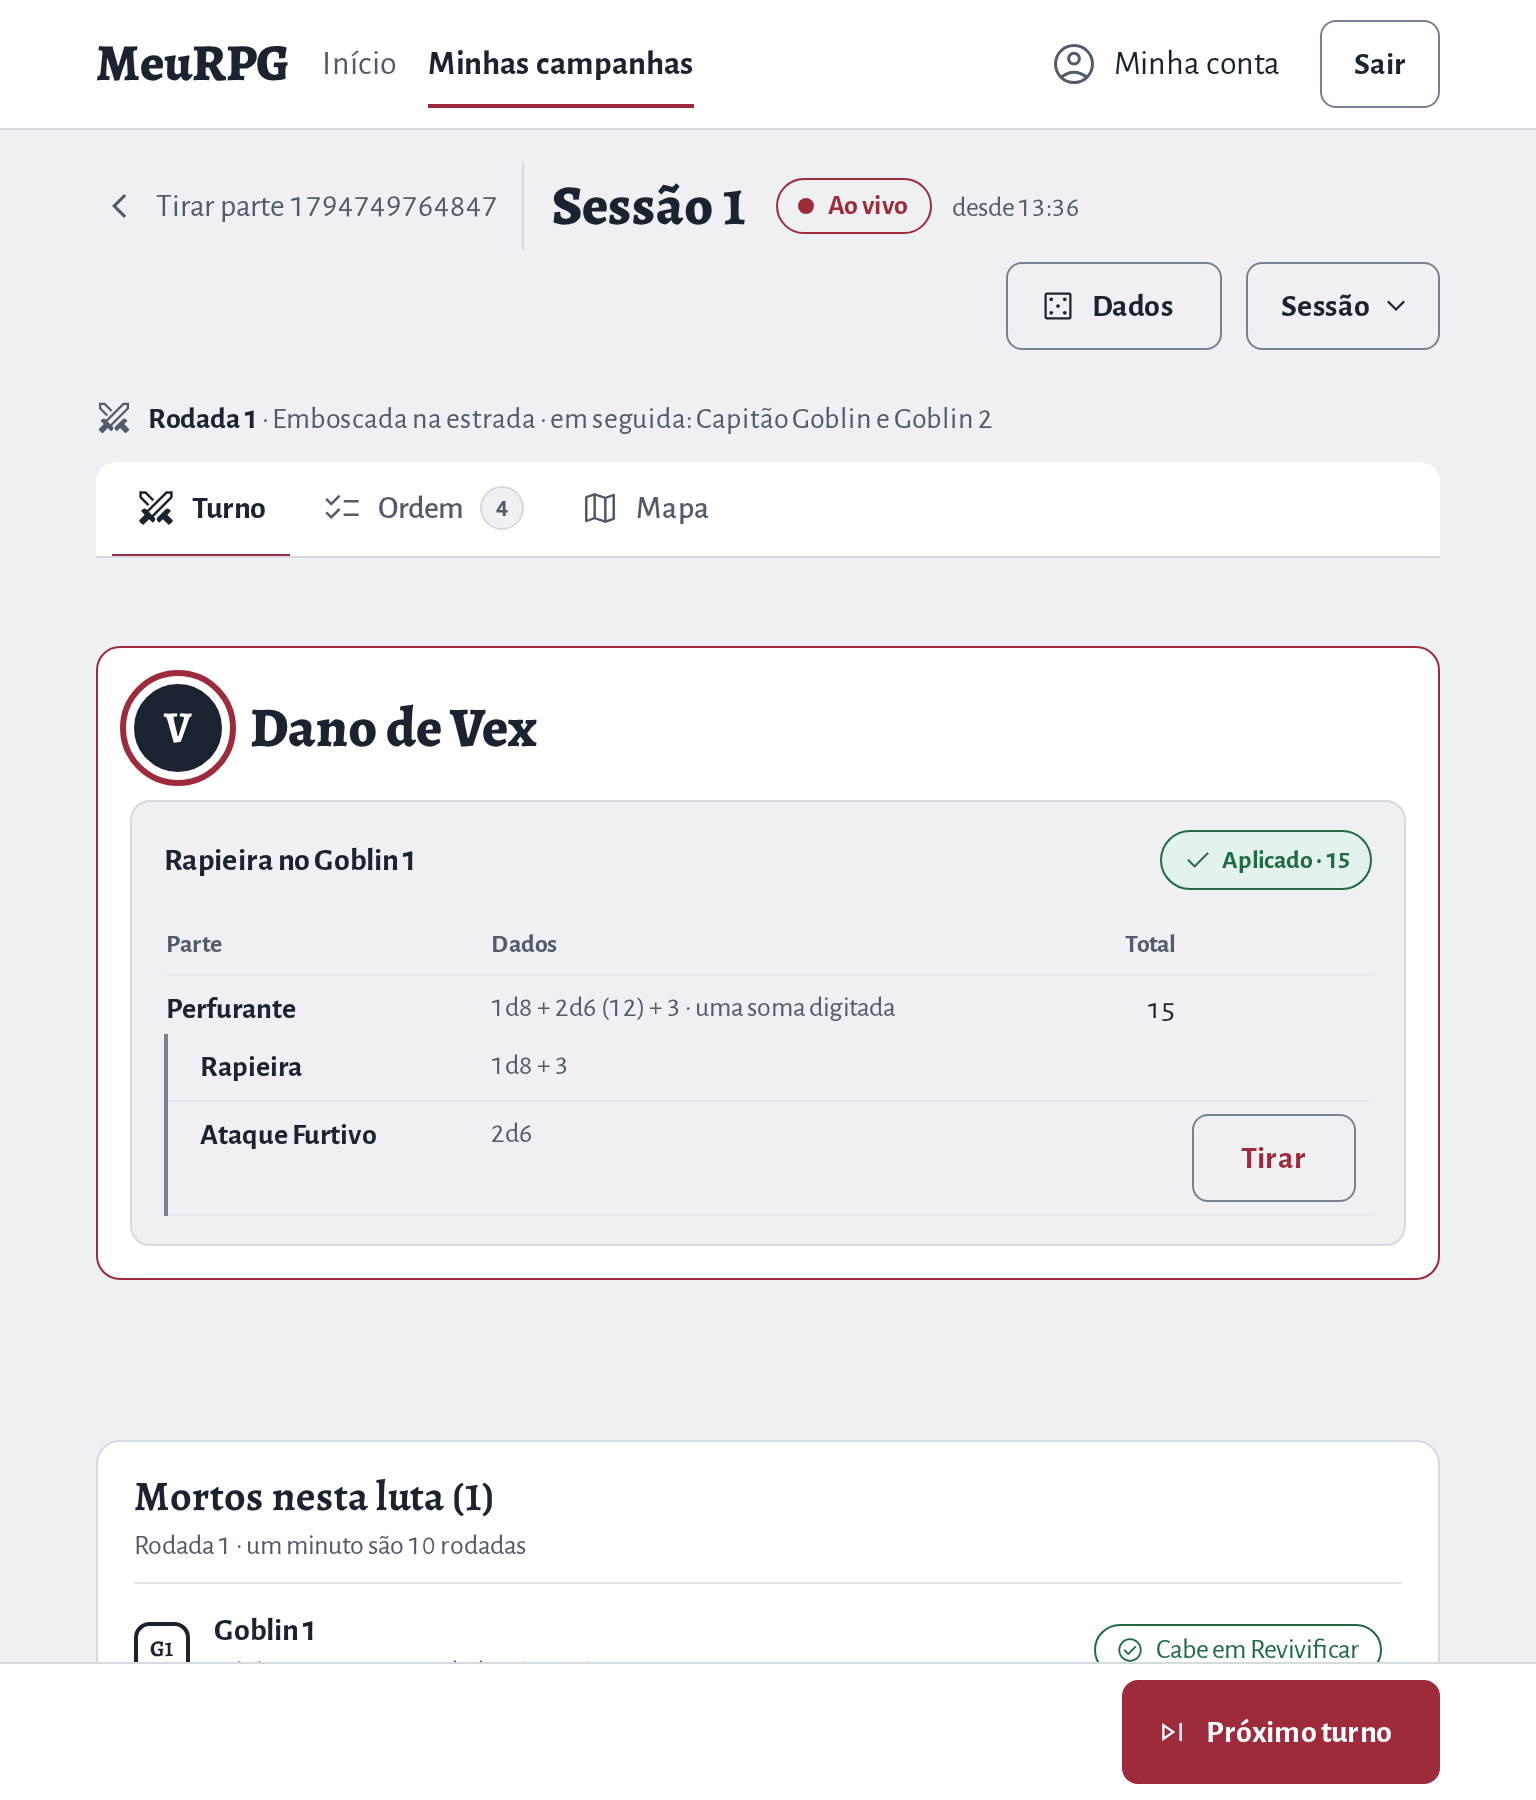 MeuRPG Início Minhas campanhas Minha conta Sair
Tirar parte 1794749764847 Sessão 1 Ao vivo desde 13:36
Dados Sessão
Rodada 1 · Emboscada na estrada · em seguida: Capitão Goblin e Goblin 2
Turno Ordem 4 Mapa
V Dano de Vex
Rapieira no Goblin 1 Aplicado · 15
Parte Dados Total
Perfurante 1d8 + 2d6 (12) + 3 · uma soma digitada 15
Rapieira 1d8 + 3
Ataque Furtivo 2d6 Tirar
Mortos nesta luta (1)
Rodada 1 · um minuto são 10 rodadas
G1 Goblin 1 Cabe em Revivificar
Próximo turno